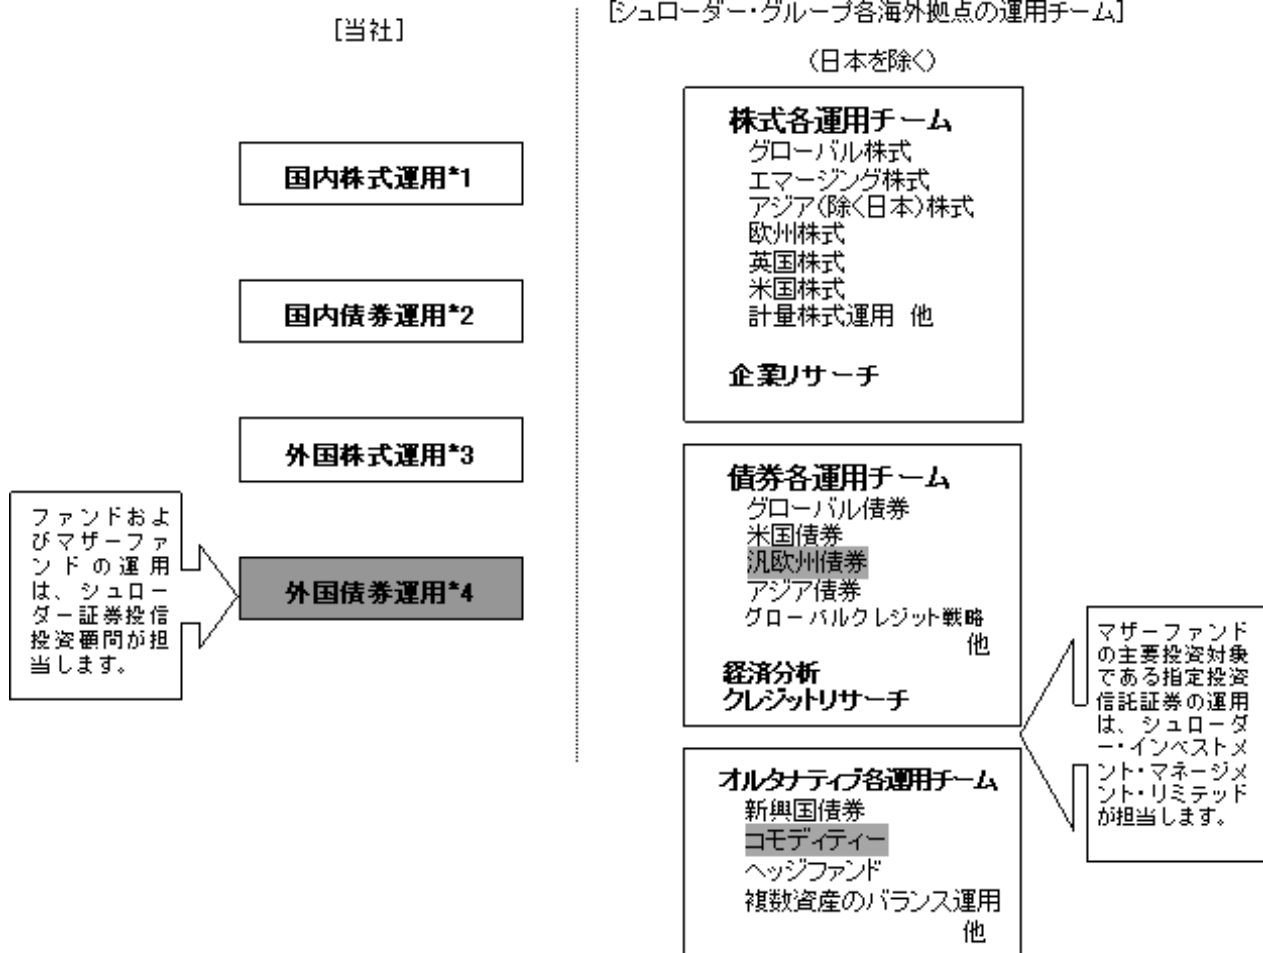 [当社]
国内株式運用*1
国内債券運用*2
外国株式運用*3
外国債券運用*4
ファンドおよ
びマザーファ
ンドの運用
は、シュロー
ダー証券投信
投資顧問が担
当します。
[シュローダー・グループ各海外拠点の運用チーム]
(日本を除く)
株式各運用チーム
グローバル株式
エマージング株式
アジア(除く日本)株式
欧州株式
英国株式
米国株式
計量株式運用 他
企業リサーチ
債券各運用チーム
グローバル債券
米国債券
汎欧州債券
アジア債券
グローバルクレジット戦略
他
経済分析
クレジットリサーチ
オルタナティブ各運用チーム
新興国債券
コモディティー
ヘッジファンド
複数資産のバランス運用
他
マザーファンド
の主要投資対象
である指定投資
信託証券の運用
は、シュローダ
ー・インベストメ
ント・マネージメ
ント・リミテッド
が担当します。